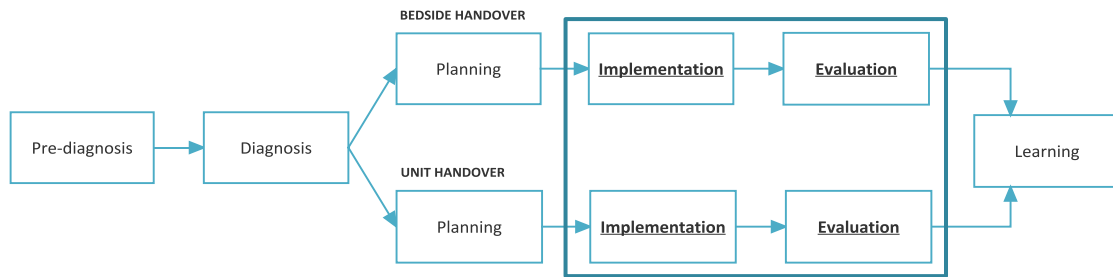 BEDSIDE HANDOVER
Planning
Implementation
Evaluation
Pre-diagnosis
Diagnosis
Learning
UNIT HANDOVER
Planning
Implementation
Evaluation